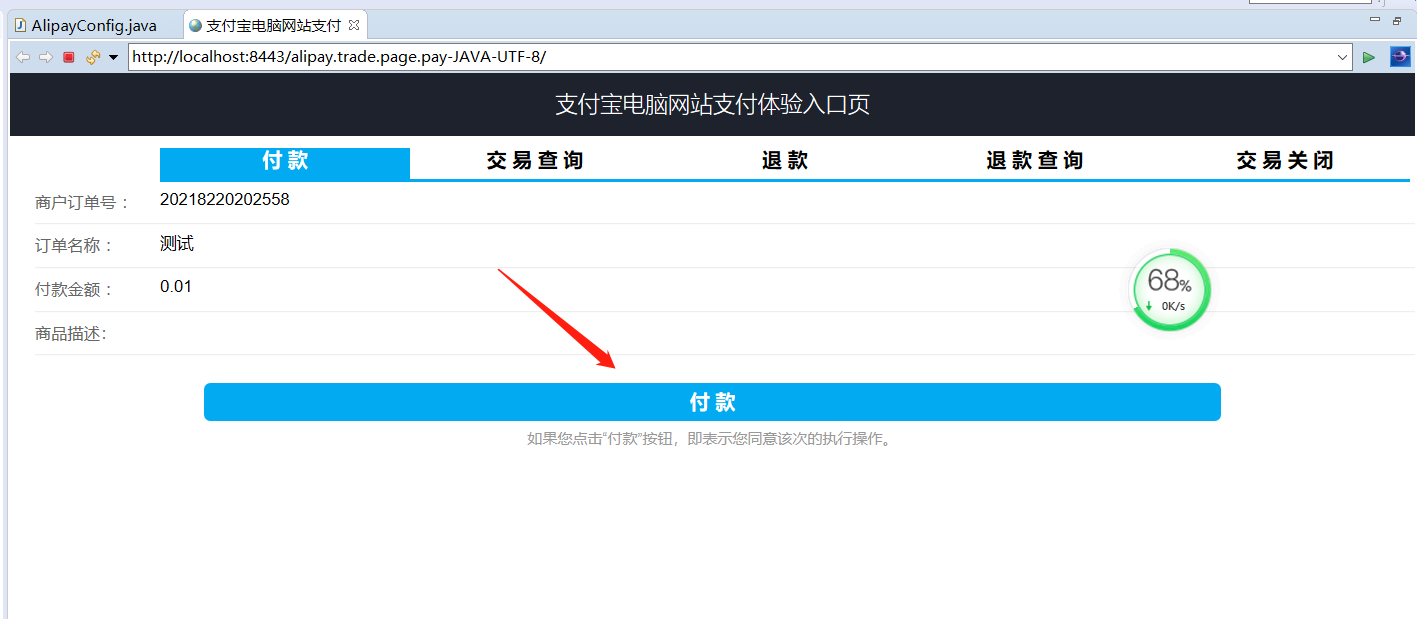 AlipayConfig.java
支付宝电脑网站支付
http://localhost:8443/alipay.trade.page.pay-JAVA-UTF-8/
支付宝电脑网站支付体验入口页
付 款 交 易 查 询 退 款 退 款 查 询 交 易 关 闭
商户订单号 : 20218220202558
订单名称 : 测试
付款金额 : 0.01
商品描述:
68%
0K/s
付 款
如果您点击“付款”按钮，即表示您同意该次的执行操作。